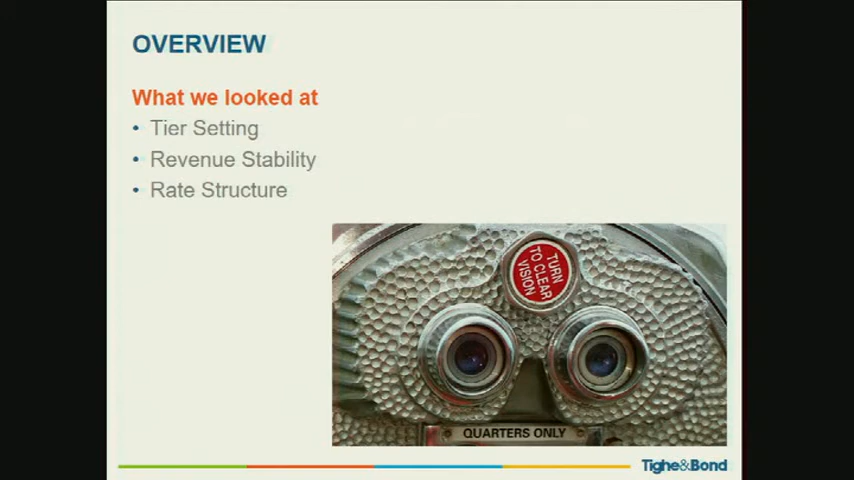 OVERVIEW
What we looked at
• Tier Setting
• Revenue Stability
• Rate Structure
TURN
TO CLEAR
VISION
QUARTERS ONLY
Tighe&Bond